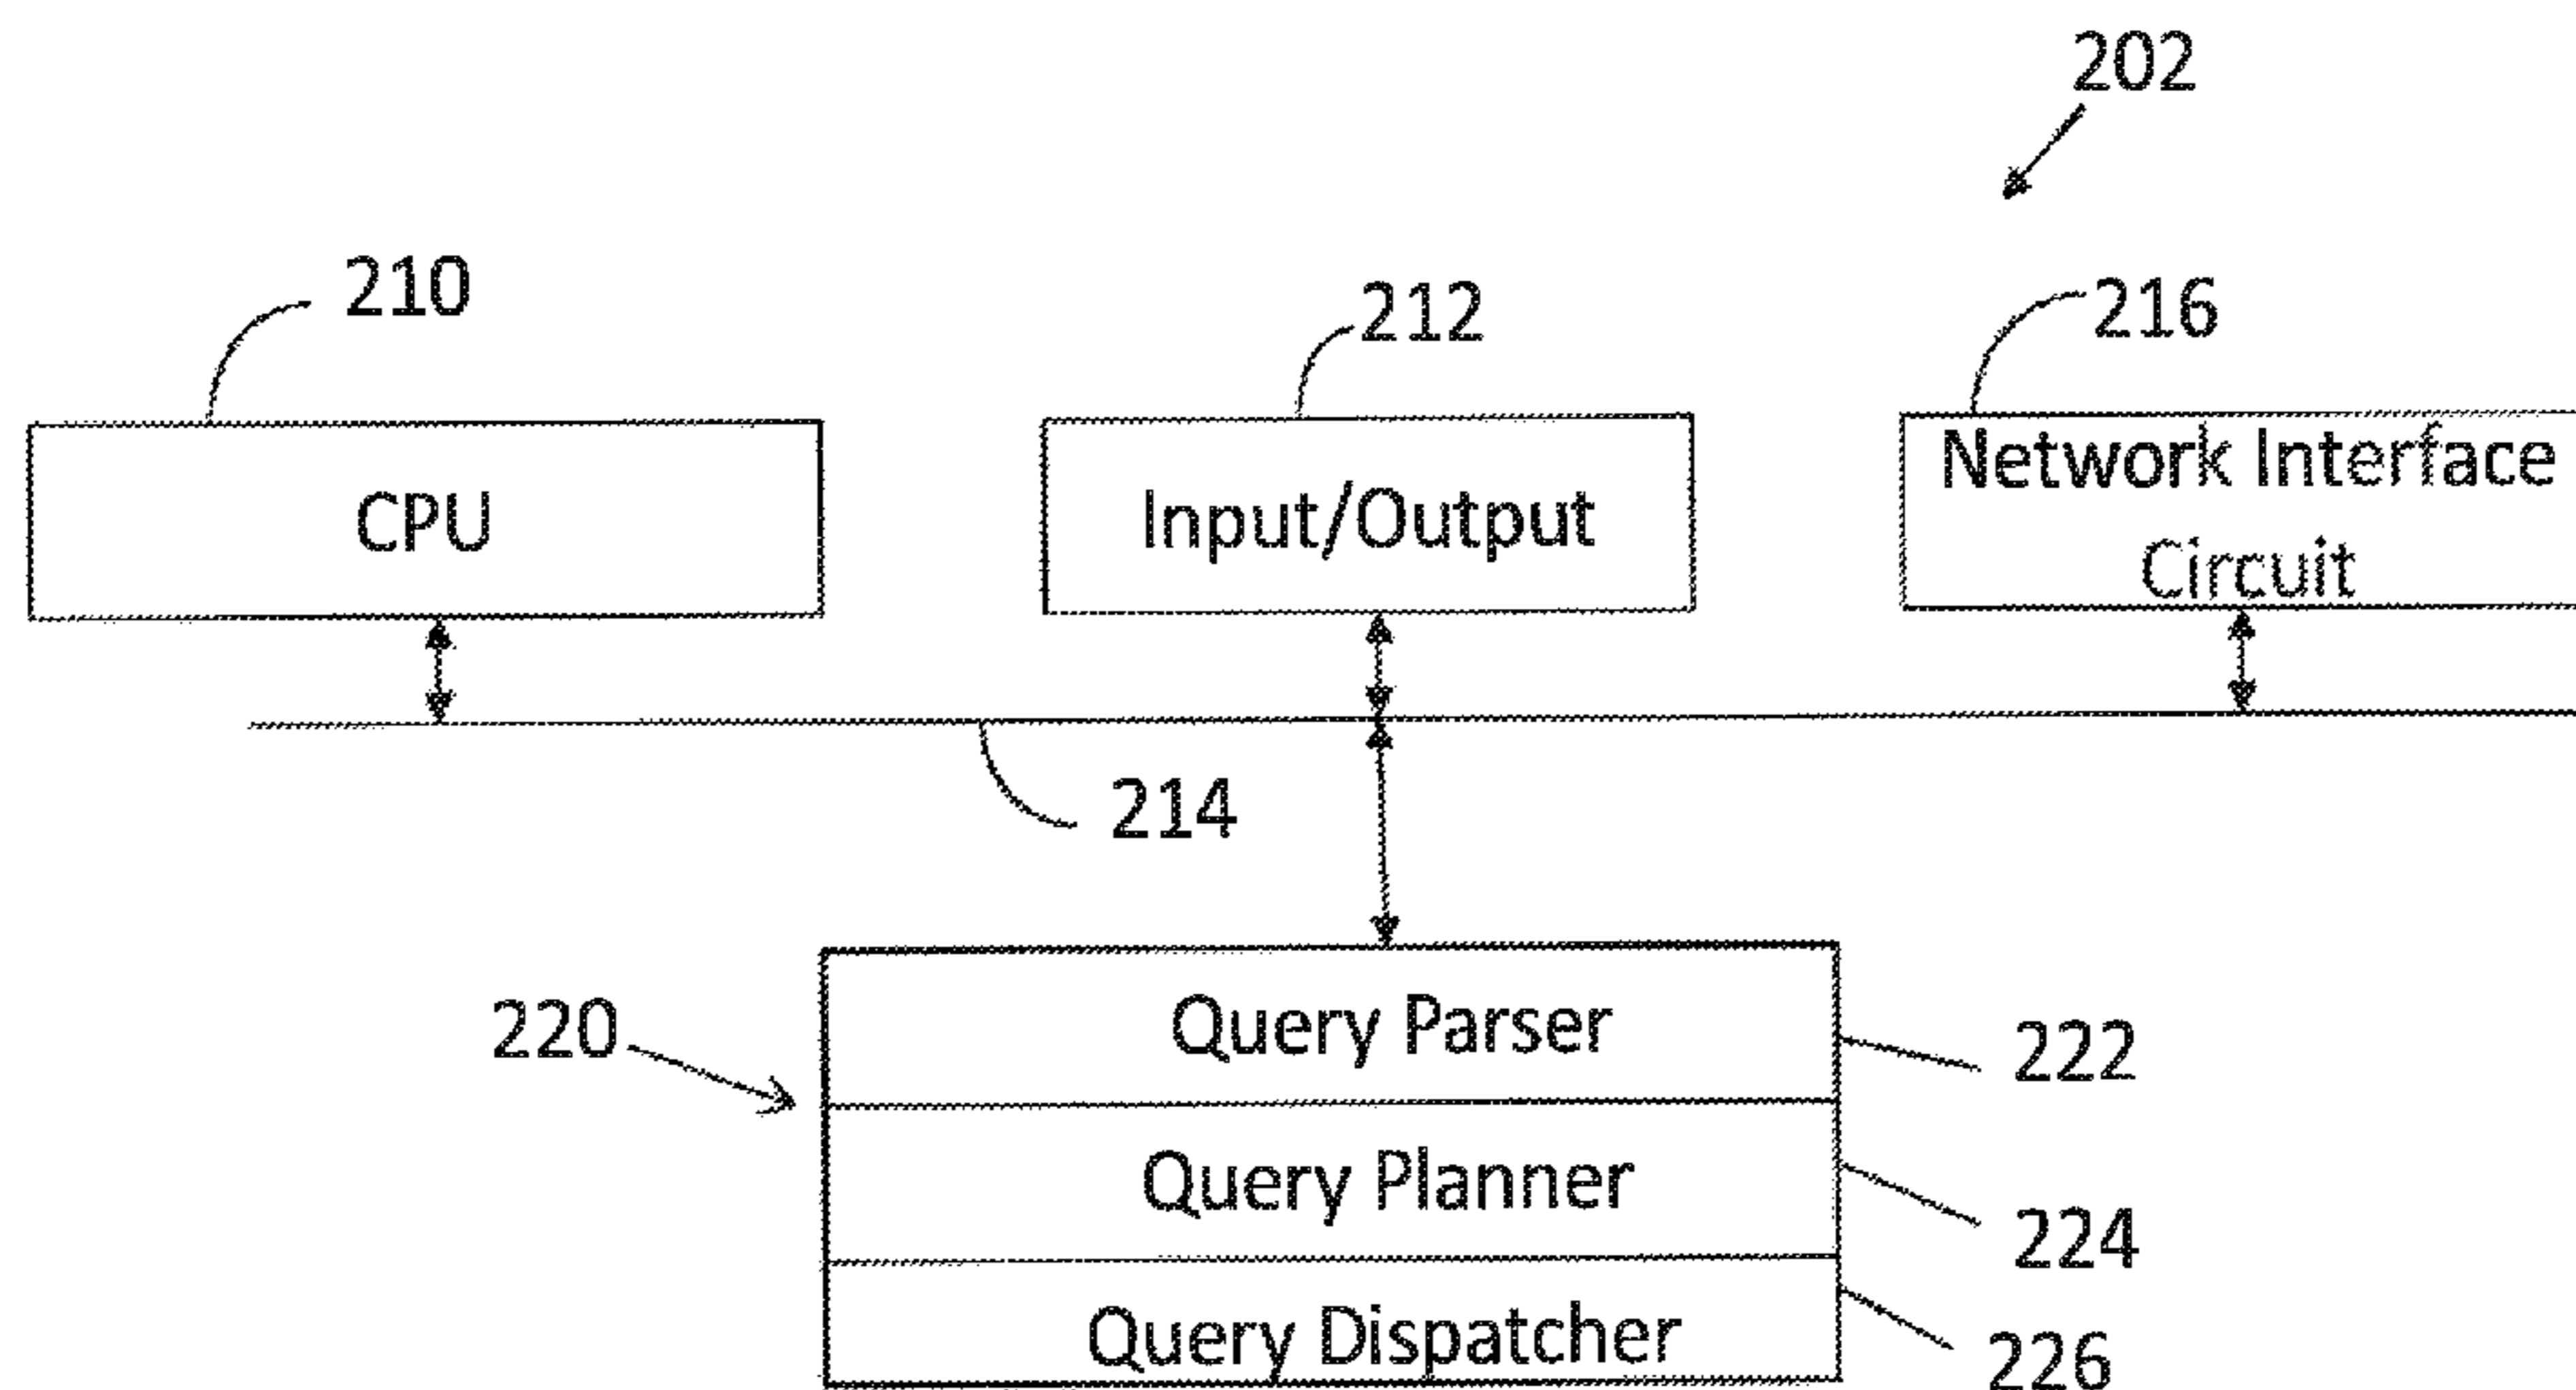 202
210
212
216
CPU
Input/Output
Network Interface
Circuit
214
220
Query Parser
222
Query Planner
224
Query Dispatcher
226